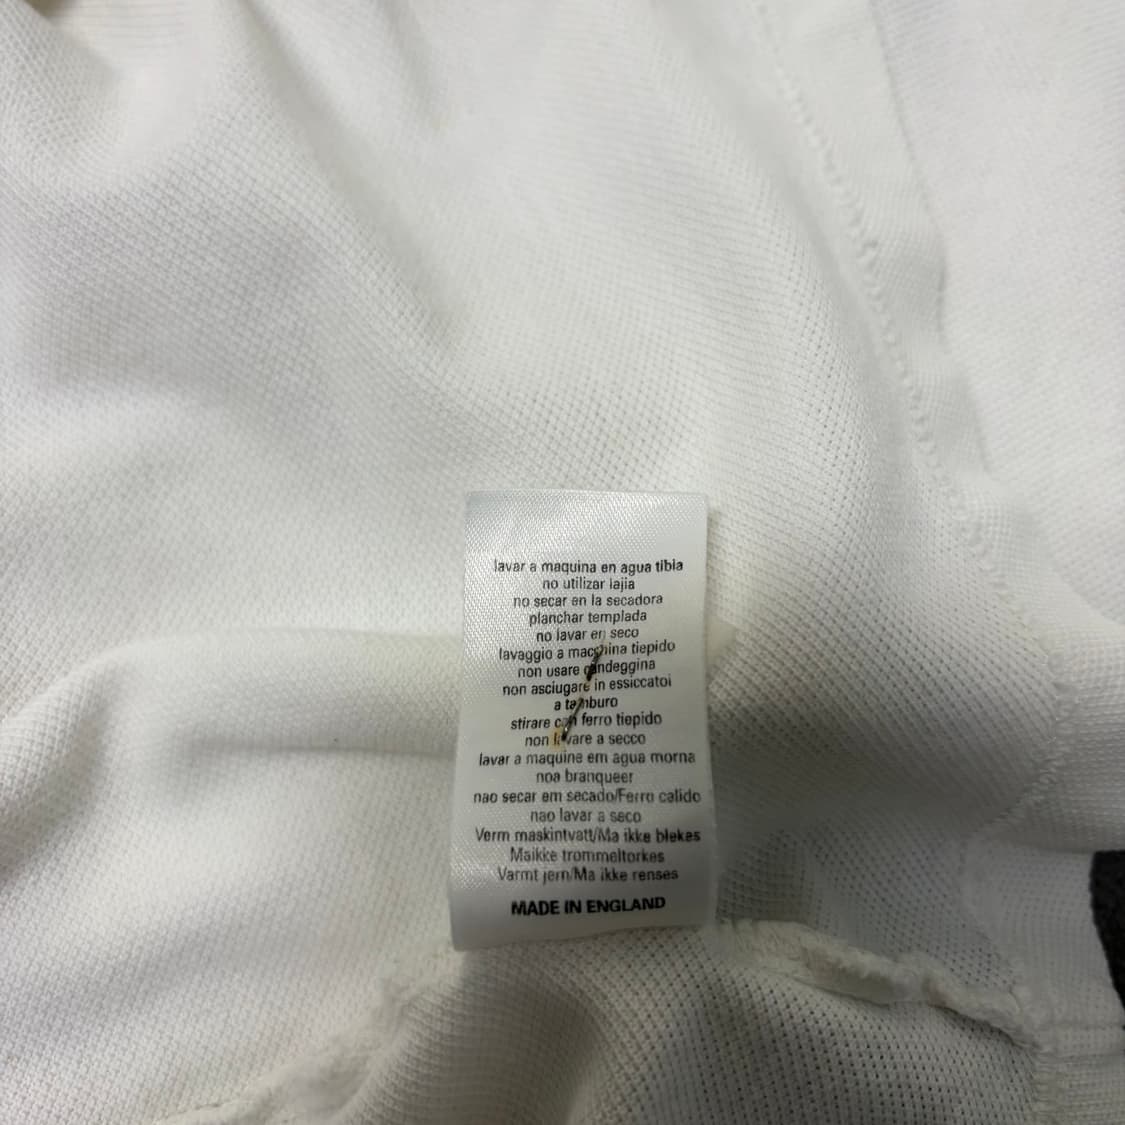 lavar a maquina en agua tibia
no utilizar lajia
no secar en la secadora
planchar templada
no lavar en seco
lavaggio a macchina tiepido
non usare candeggina
non asciugare in essiccatoi
a tamburo
stirare con ferro tiepido
non lavare a secco
lavar a maquine em agua morna
noa branqueer
nao secar em secado/Ferro calido
nao lavar a seco
Verm maskintvatt/Ma ikke blekes
Maikke trommeltorkes
Varmt jern/Ma ikke renses
MADE IN ENGLAND